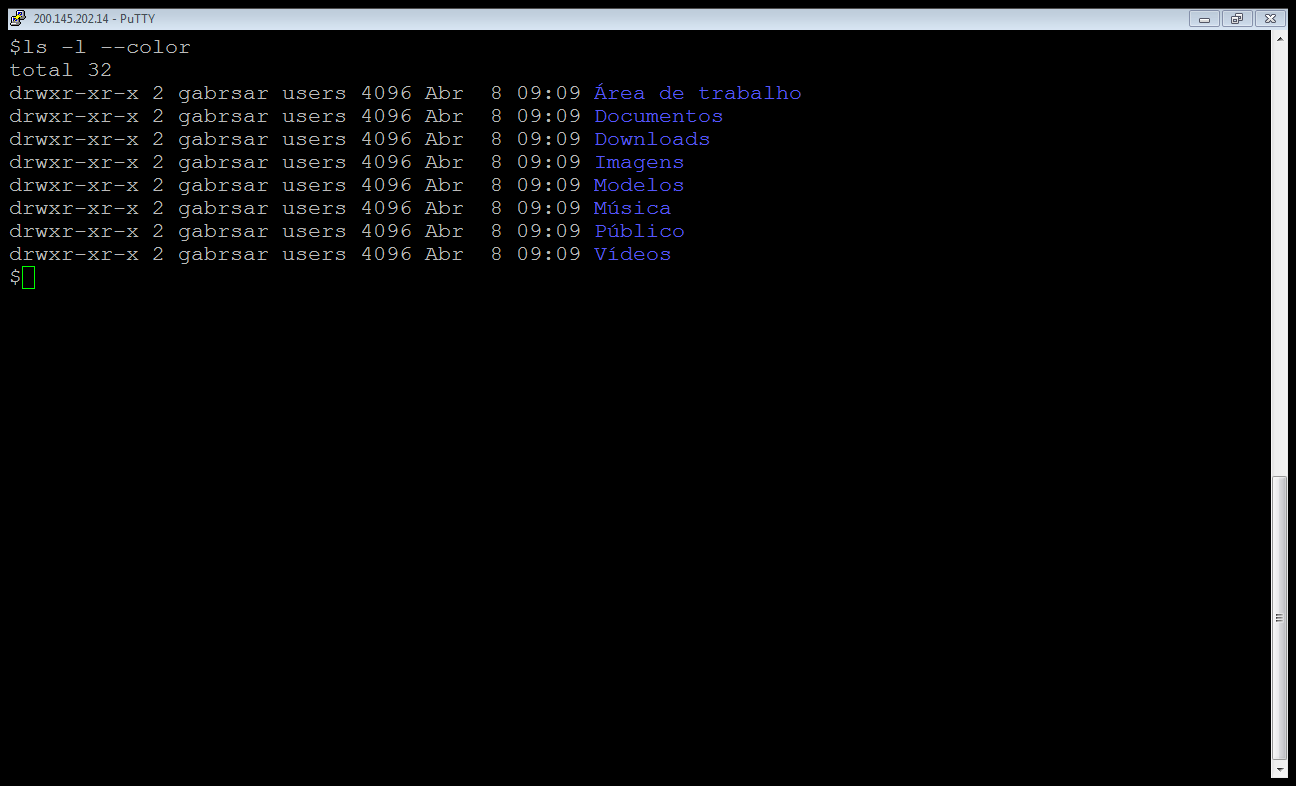 200.145.202.14 - PuTTY
$ls -l --color
total 32
drwxr-xr-x 2 gabrsar users 4096 Abr  8 09:09 Área de trabalho
drwxr-xr-x 2 gabrsar users 4096 Abr  8 09:09 Documentos
drwxr-xr-x 2 gabrsar users 4096 Abr  8 09:09 Downloads
drwxr-xr-x 2 gabrsar users 4096 Abr  8 09:09 Imagens
drwxr-xr-x 2 gabrsar users 4096 Abr  8 09:09 Modelos
drwxr-xr-x 2 gabrsar users 4096 Abr  8 09:09 Música
drwxr-xr-x 2 gabrsar users 4096 Abr  8 09:09 Público
drwxr-xr-x 2 gabrsar users 4096 Abr  8 09:09 Vídeos
$